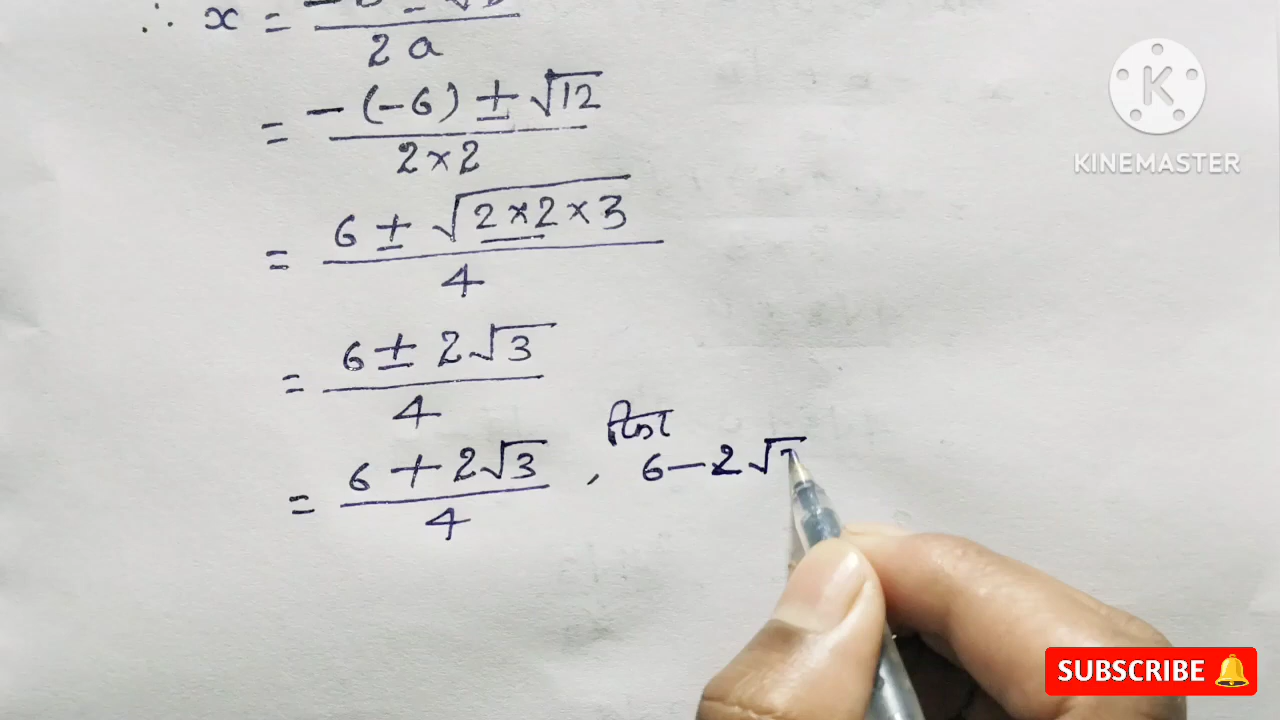 ∴ x = −b ± √D / 2a
= −(−6) ± √12 / 2×2
= 6 ± √2×2×3 / 4
= 6 ± 2√3 / 4
= 6 + 2√3 / 4 , 6 − 2√
KINEMASTER
SUBSCRIBE